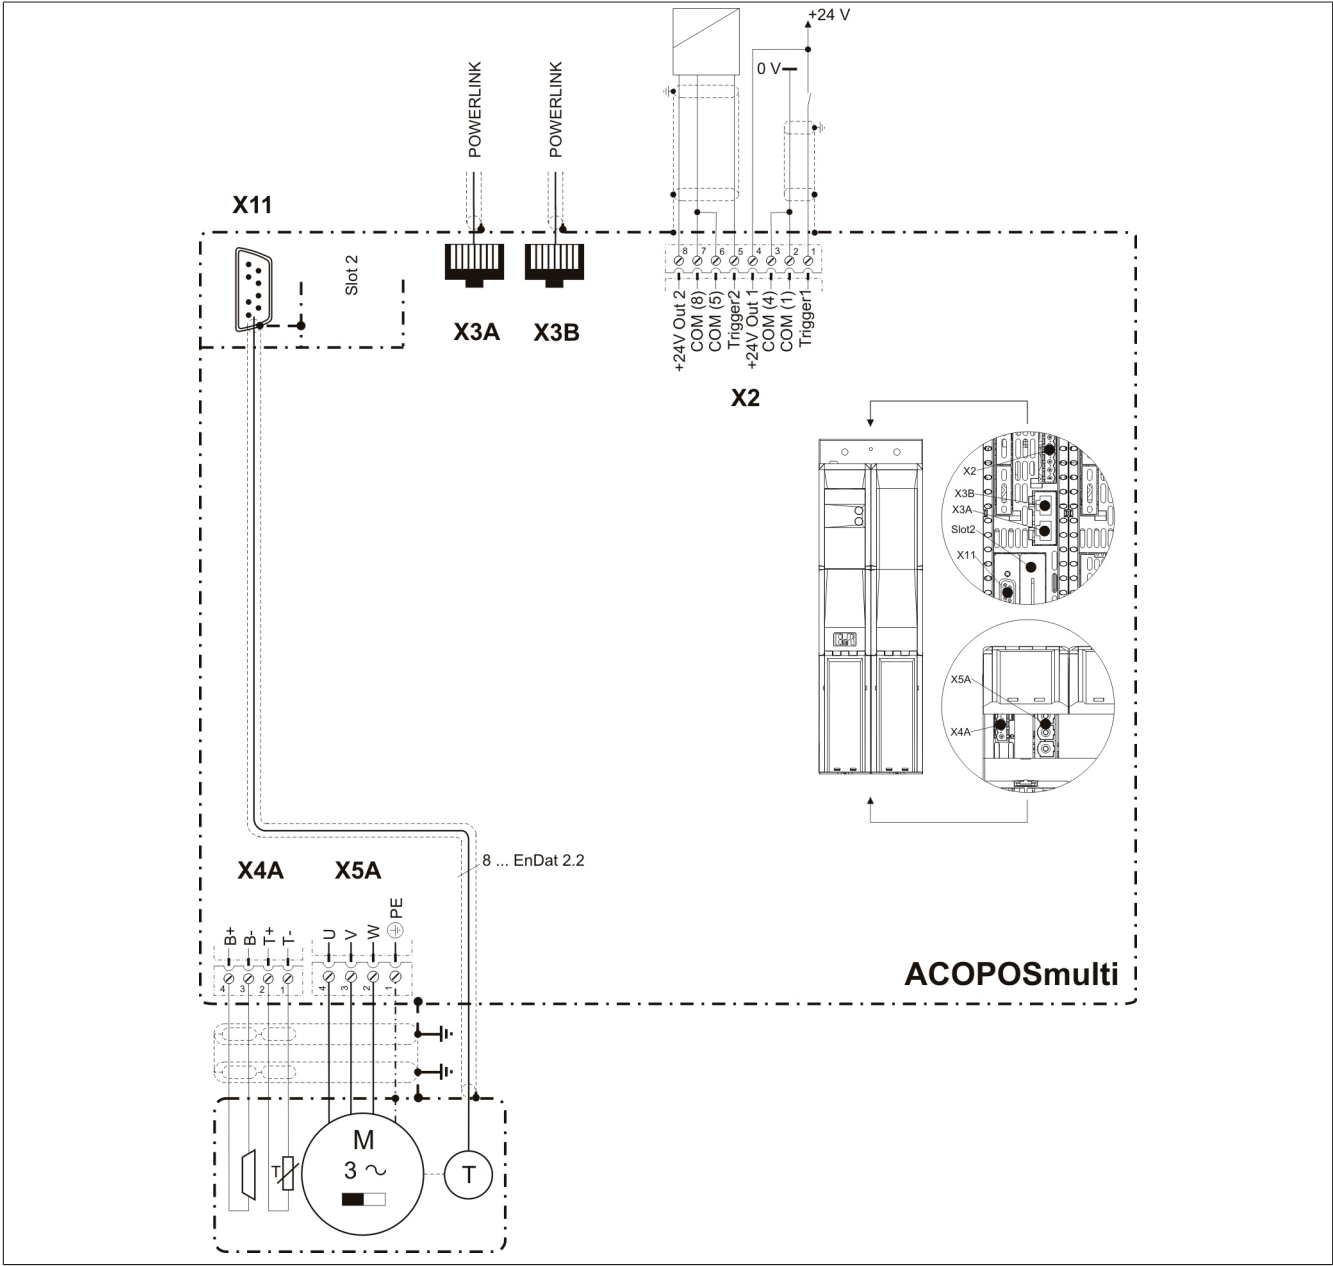 +24 V
0 V
POWERLINK
POWERLINK
X11
Slot 2
X3A
X3B
8 7 6 5 4 3 2 1
+24V Out 2
COM (8)
COM (5)
Trigger2
+24V Out 1
COM (4)
COM (1)
Trigger1
X2
X2
X3B
X3A
Slot2
X11
X5A
X4A
8 ... EnDat 2.2
X4A
X5A
B+
B-
T+
T-
U
V
W
PE
4 3 2 1
4 3 2 1
ACOPOSmulti
M
3 ~
T
T